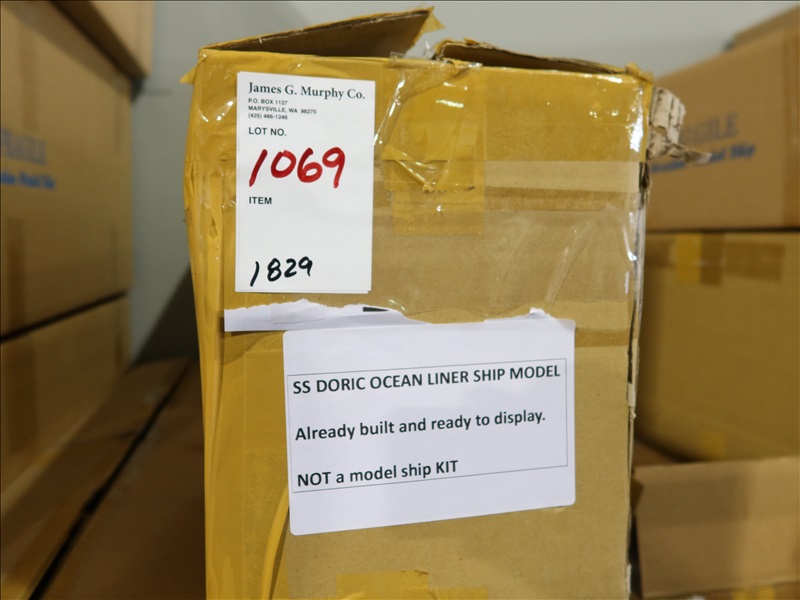 James G. Murphy Co.
P.O. BOX 1127
MARYSVILLE, WA 98270
(425) 486-1246
LOT NO.
1069
ITEM
1829
SS DORIC OCEAN LINER SHIP MODEL
Already built and ready to display.
NOT a model ship KIT